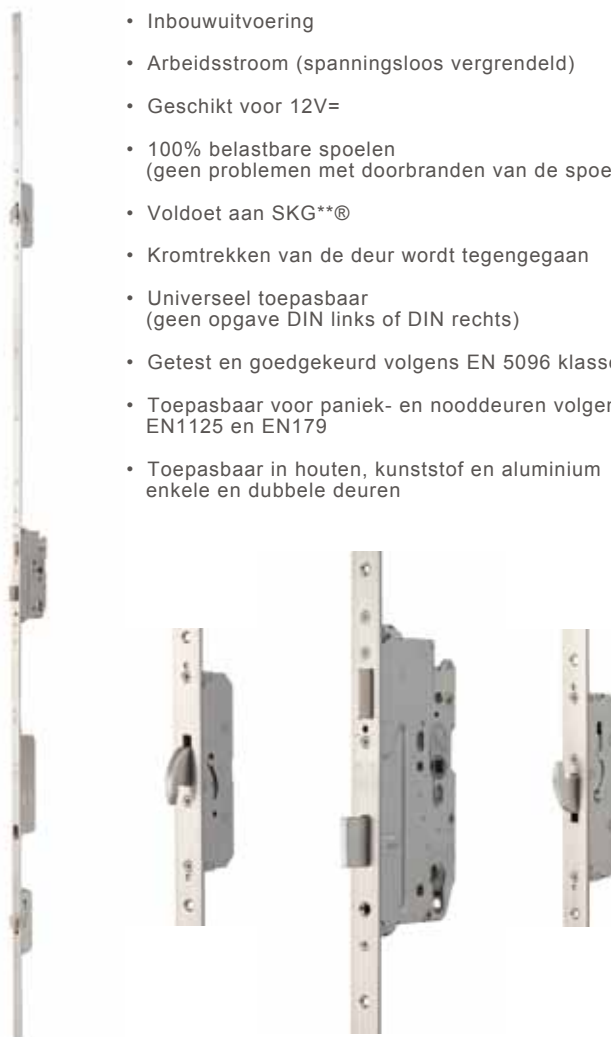 • Inbouwuitvoering
• Arbeidsstroom (spanningsloos vergrendeld)
• Geschikt voor 12V=
• 100% belastbare spoelen
(geen problemen met doorbranden van de spoe
• Voldoet aan SKG**®
• Kromtrekken van de deur wordt tegengegaan
• Universeel toepasbaar
(geen opgave DIN links of DIN rechts)
• Getest en goedgekeurd volgens EN 5096 klasse
• Toepasbaar voor paniek- en nooddeuren volgen
EN1125 en EN179
• Toepasbaar in houten, kunststof en aluminium
enkele en dubbele deuren